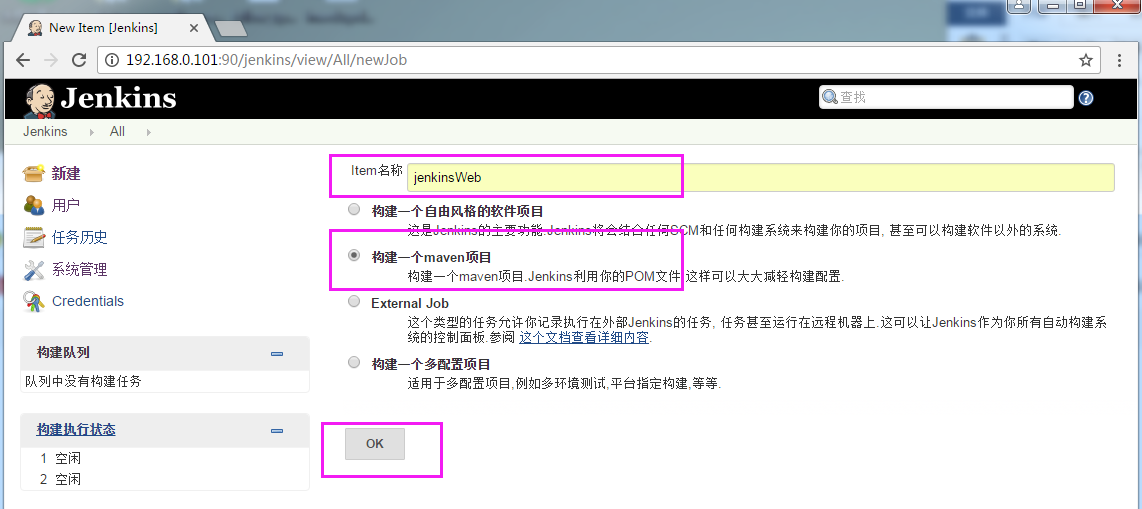 New Item [Jenkins]
192.168.0.101:90/jenkins/view/All/newJob
Jenkins
查找
Jenkins
All
新建
用户
任务历史
系统管理
Credentials
构建队列
队列中没有构建任务
构建执行状态
1 空闲
2 空闲
Item名称
jenkinsWeb
构建一个自由风格的软件项目
这是Jenkins的主要功能.Jenkins将会结合任何SCM和任何构建系统来构建你的项目, 甚至可以构建软件以外的系统.
构建一个maven项目
构建一个maven项目.Jenkins利用你的POM文件,这样可以大大减轻构建配置.
External Job
这个类型的任务允许你记录执行在外部Jenkins的任务, 任务甚至运行在远程机器上.这可以让Jenkins作为你所有自动构建系
统的控制面板.参阅 这个文档查看详细内容.
构建一个多配置项目
适用于多配置项目,例如多环境测试,平台指定构建,等等.
OK